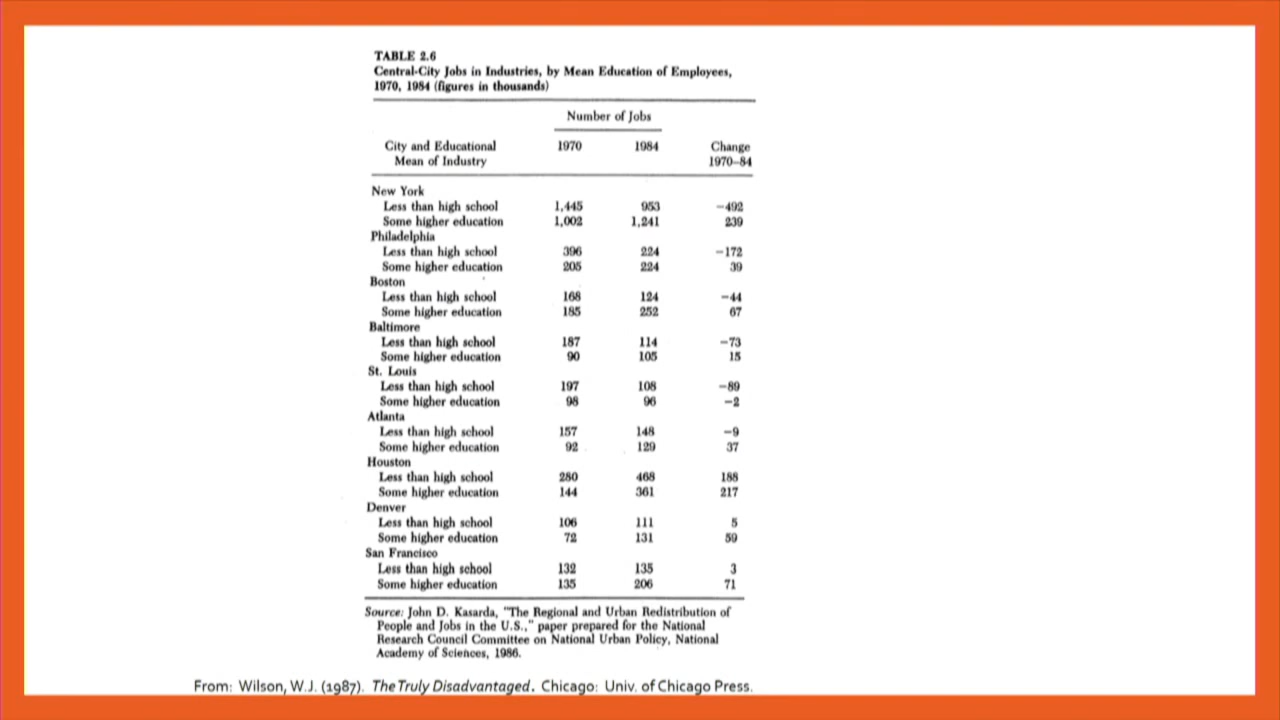 TABLE 2.6
Central-City Jobs in Industries, by Mean Education of Employees,
1970, 1984 (figures in thousands)
Number of Jobs
City and Educational 1970 1984 Change
Mean of Industry 1970–84
New York
Less than high school 1,445 953 −492
Some higher education 1,002 1,241 239
Philadelphia
Less than high school 396 224 −172
Some higher education 205 224 39
Boston
Less than high school 168 124 −44
Some higher education 185 252 67
Baltimore
Less than high school 187 114 −73
Some higher education 90 105 15
St. Louis
Less than high school 197 108 −89
Some higher education 98 96 −2
Atlanta
Less than high school 157 148 −9
Some higher education 92 129 37
Houston
Less than high school 280 468 188
Some higher education 144 361 217
Denver
Less than high school 106 111 5
Some higher education 72 131 59
San Francisco
Less than high school 132 135 3
Some higher education 135 206 71
Source: John D. Kasarda, "The Regional and Urban Redistribution of
People and Jobs in the U.S.," paper prepared for the National
Research Council Committee on National Urban Policy, National
Academy of Sciences, 1986.
From: Wilson, W.J. (1987). The Truly Disadvantaged. Chicago: Univ. of Chicago Press.